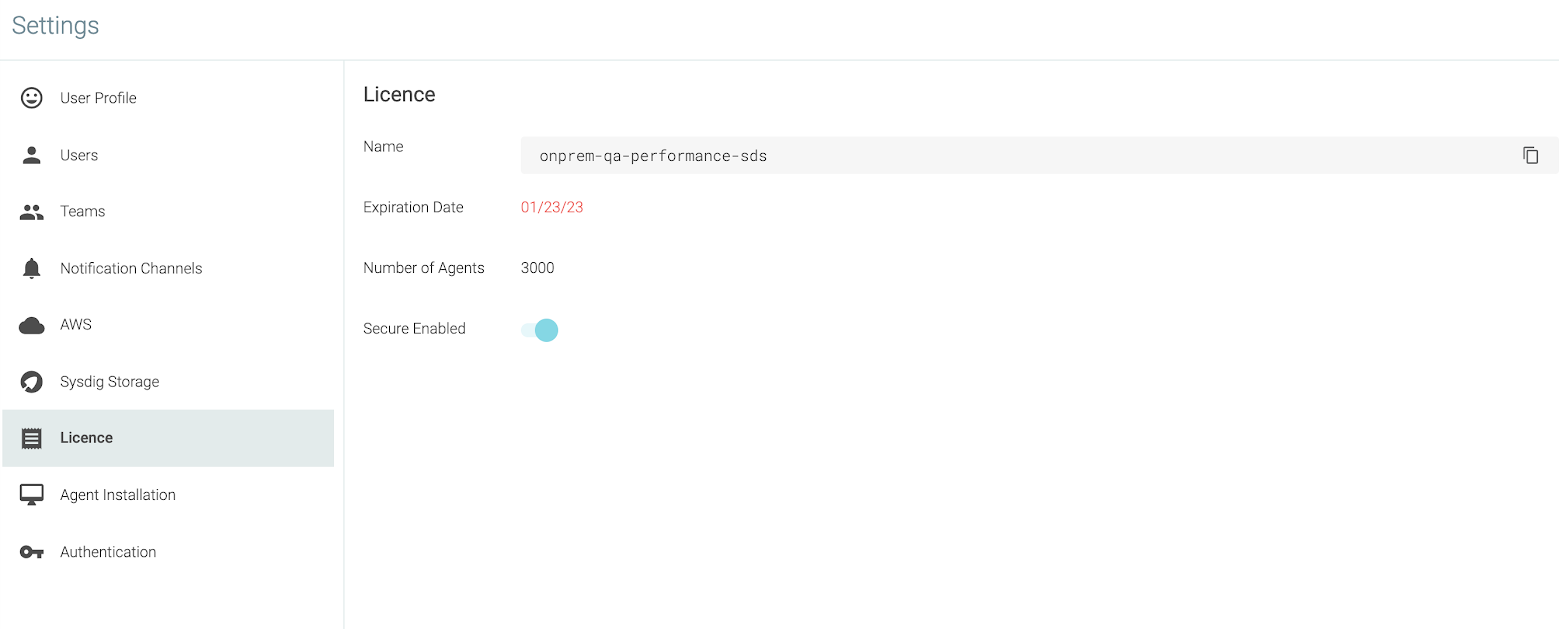 Settings
User Profile
Users
Teams
Notification Channels
AWS
Sysdig Storage
Licence
Agent Installation
Authentication
Licence
Name
onprem-qa-performance-sds
Expiration Date 01/23/23
Number of Agents 3000
Secure Enabled